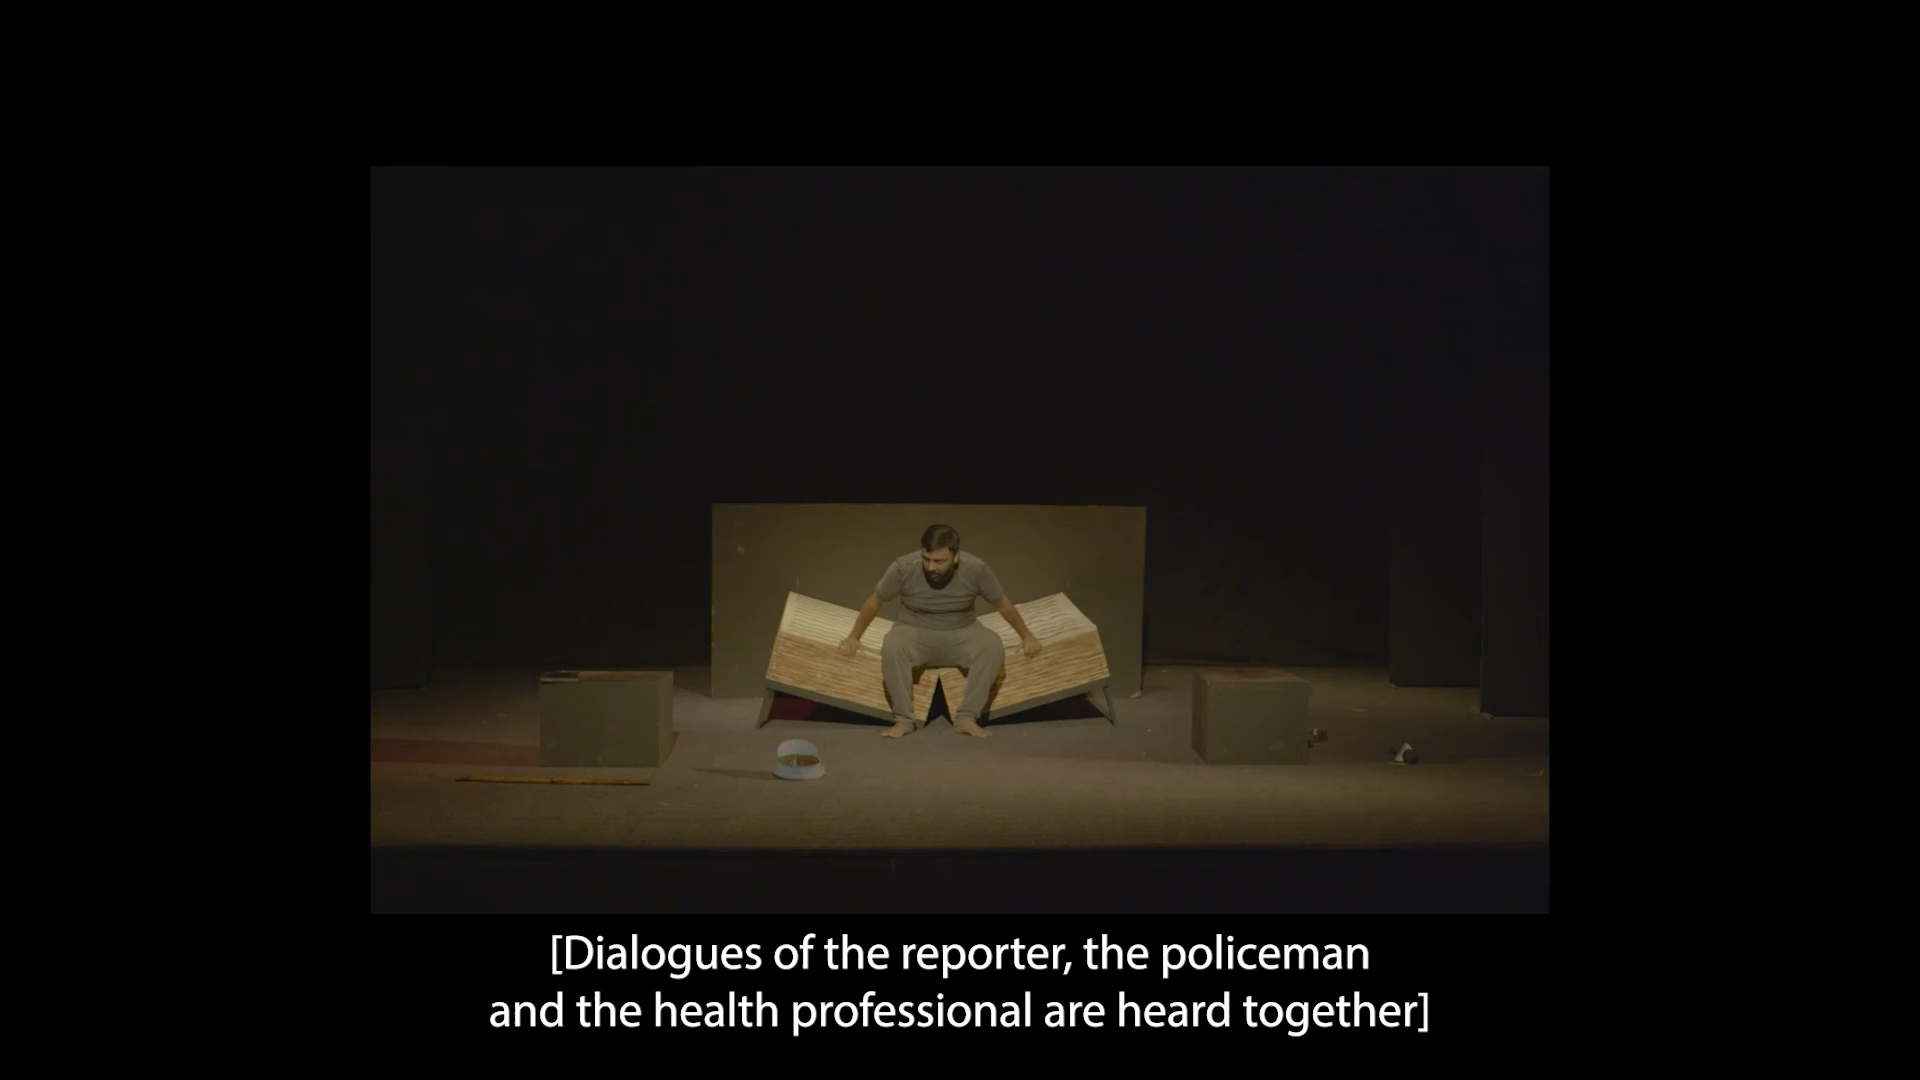 [Dialogues of the reporter, the policeman
and the health professional are heard together]